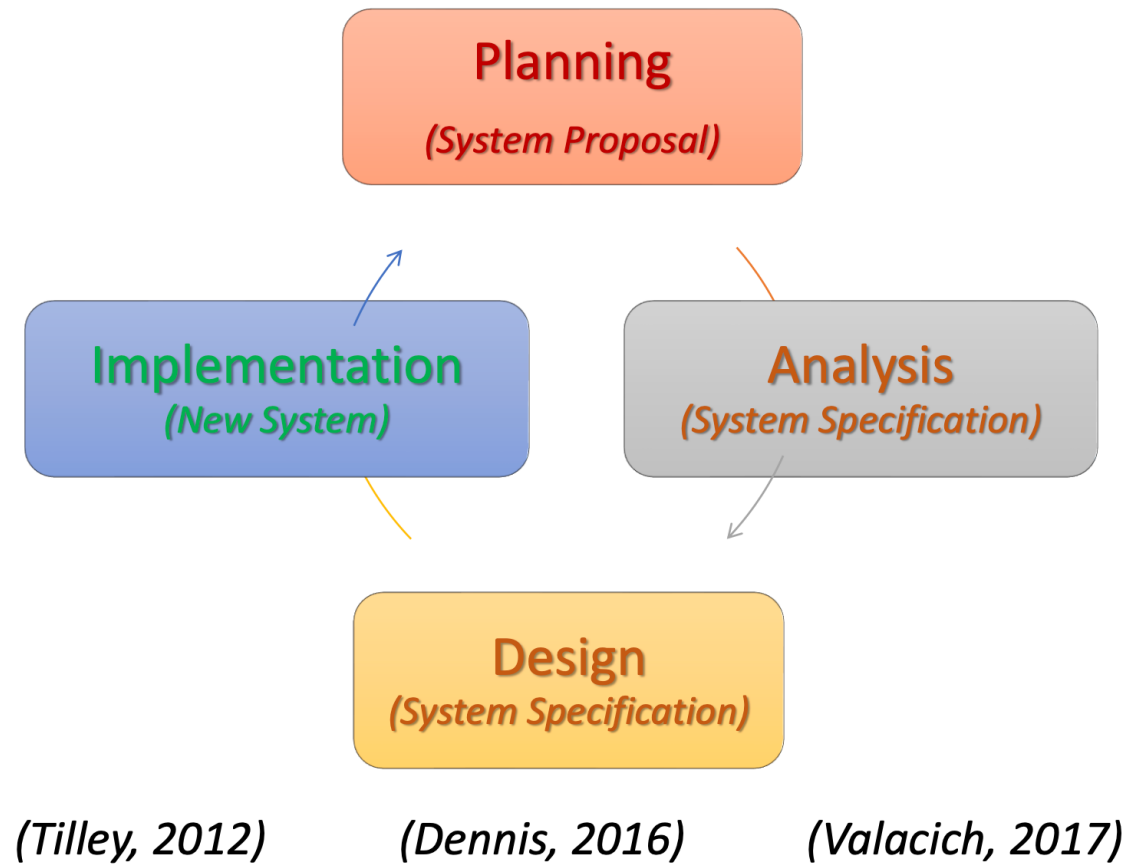 Planning
(System Proposal)
Implementation
(New System)
Analysis
(System Specification)
Design
(System Specification)
(Tilley, 2012) (Dennis, 2016) (Valacich, 2017)